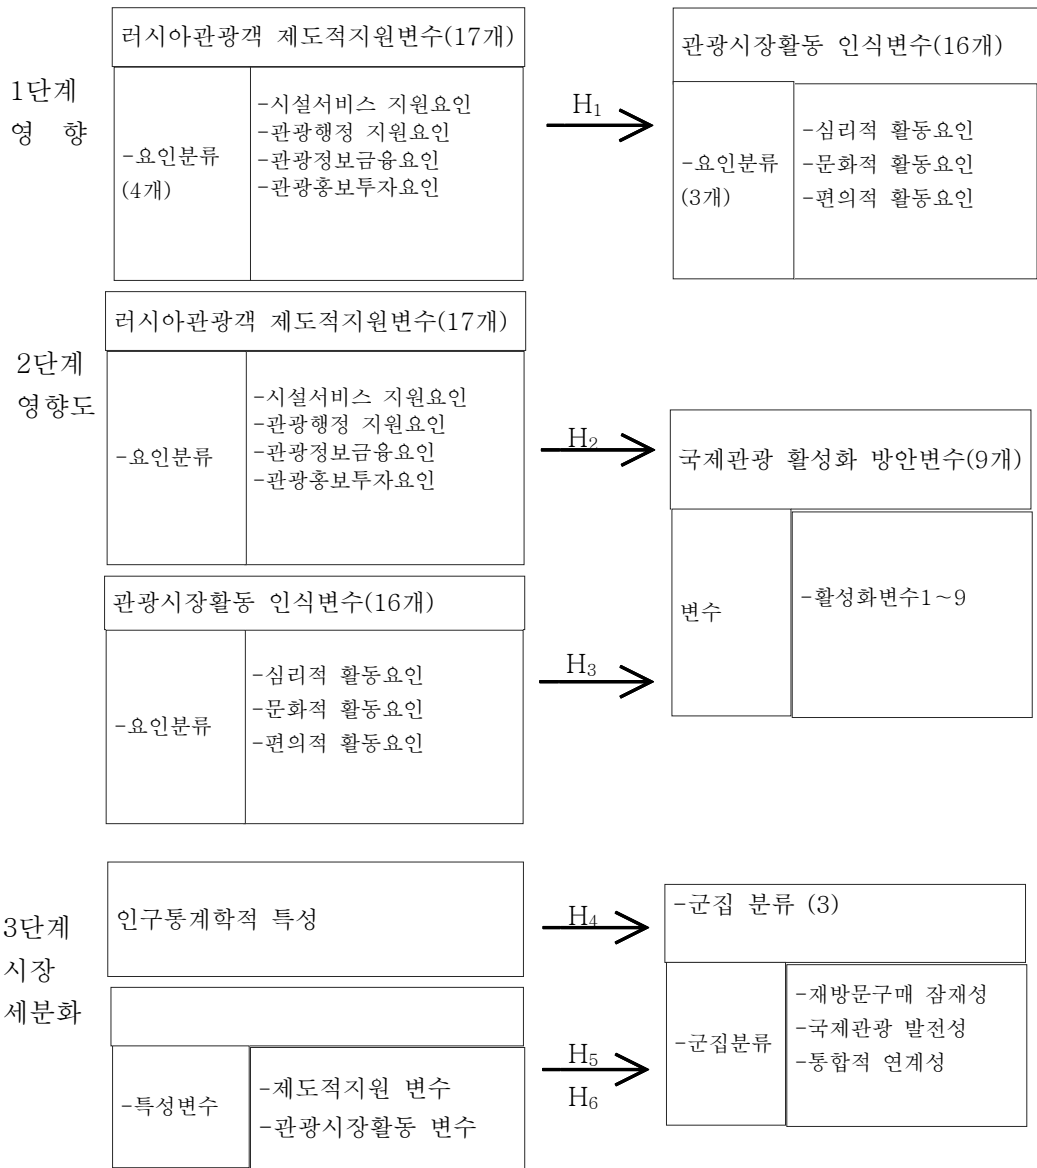 1단계
영 향
러시아관광객 제도적지원변수(17개)
-요인분류
(4개)
-시설서비스 지원요인
-관광행정 지원요인
-관광정보금융요인
-관광홍보투자요인
H₁
관광시장활동 인식변수(16개)
-요인분류
(3개)
-심리적 활동요인
-문화적 활동요인
-편의적 활동요인
2단계
영향도
러시아관광객 제도적지원변수(17개)
-요인분류
-시설서비스 지원요인
-관광행정 지원요인
-관광정보금융요인
-관광홍보투자요인
H₂
국제관광 활성화 방안변수(9개)
변수
-활성화변수1~9
관광시장활동 인식변수(16개)
-요인분류
-심리적 활동요인
-문화적 활동요인
-편의적 활동요인
H₃
3단계
시장
세분화
인구통계학적 특성
H₄
-군집 분류 (3)
-군집분류
-재방문구매 잠재성
-국제관광 발전성
-통합적 연계성
-특성변수
-제도적지원 변수
-관광시장활동 변수
H₅
H₆